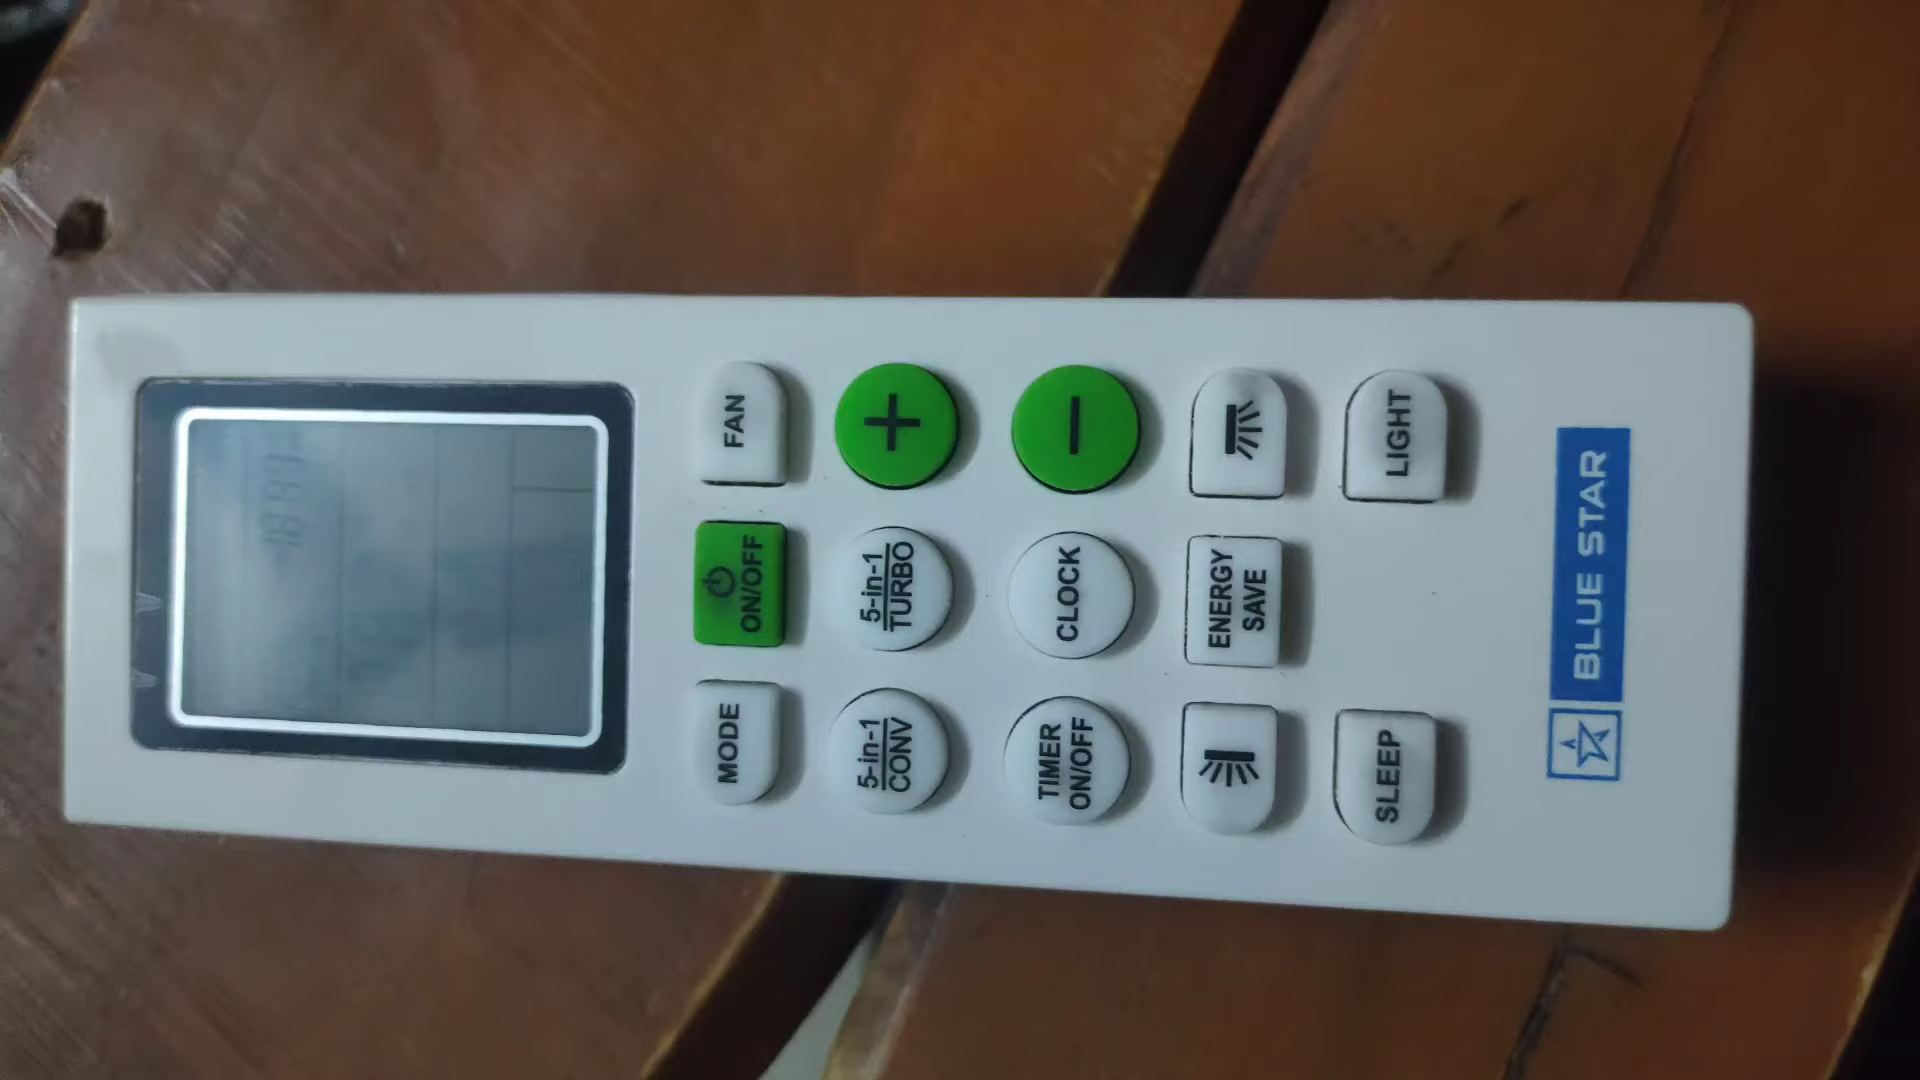 MODE
ON/OFF
FAN
5-in-1
CONV
5-in-1
TURBO
+
TIMER
ON/OFF
CLOCK
-
ENERGY
SAVE
SLEEP
LIGHT
BLUE STAR